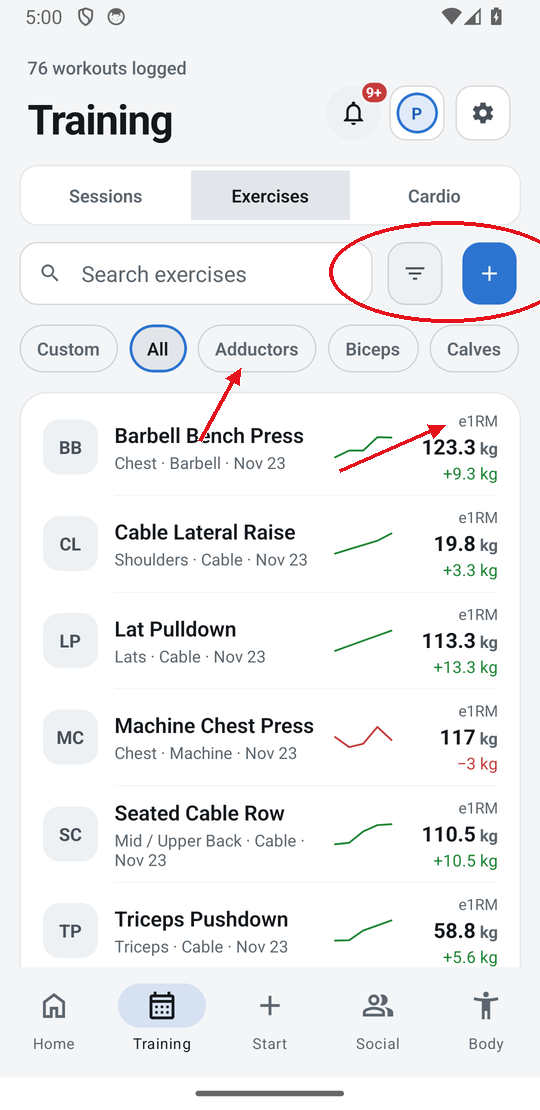 5:00
76 workouts logged
Training
9+
P
Sessions Exercises Cardio
Search exercises
Custom All Adductors Biceps Calves
BB
Barbell Bench Press
Chest · Barbell · Nov 23
e1RM
123.3 kg
+9.3 kg
CL
Cable Lateral Raise
Shoulders · Cable · Nov 23
e1RM
19.8 kg
+3.3 kg
LP
Lat Pulldown
Lats · Cable · Nov 23
e1RM
113.3 kg
+13.3 kg
MC
Machine Chest Press
Chest · Machine · Nov 23
e1RM
117 kg
−3 kg
SC
Seated Cable Row
Mid / Upper Back · Cable ·
Nov 23
e1RM
110.5 kg
+10.5 kg
TP
Triceps Pushdown
Triceps · Cable · Nov 23
e1RM
58.8 kg
+5.6 kg
Home Training Start Social Body